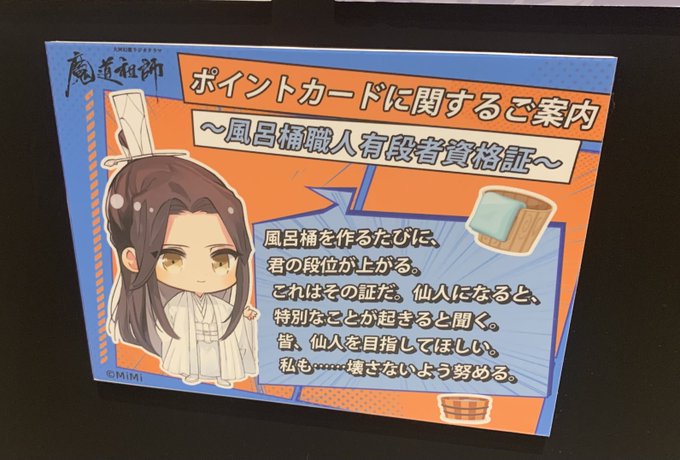 大河幻想ラジオドラマ
魔道祖師
ポイントカードに関するご案内
～風呂桶職人有段者資格証～
風呂桶を作るたびに、
君の段位が上がる。
これはその証だ。仙人になると、
特別なことが起きると聞く。
皆、仙人を目指してほしい。
私も……壊さないよう努める。
©MiMi